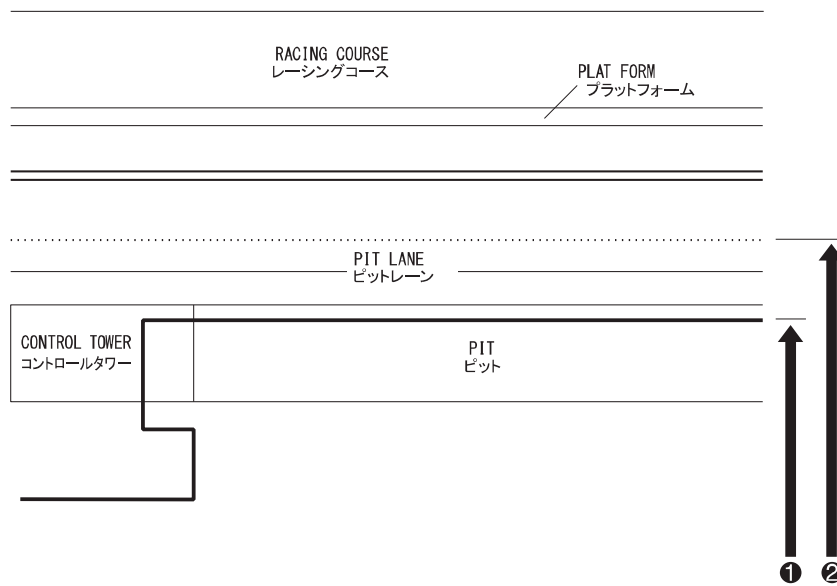 RACING COURSE
レーシングコース
PLAT FORM
プラットフォーム
PIT LANE
ピットレーン
CONTROL TOWER
コントロールタワー
PIT
ピット
❶ ❷